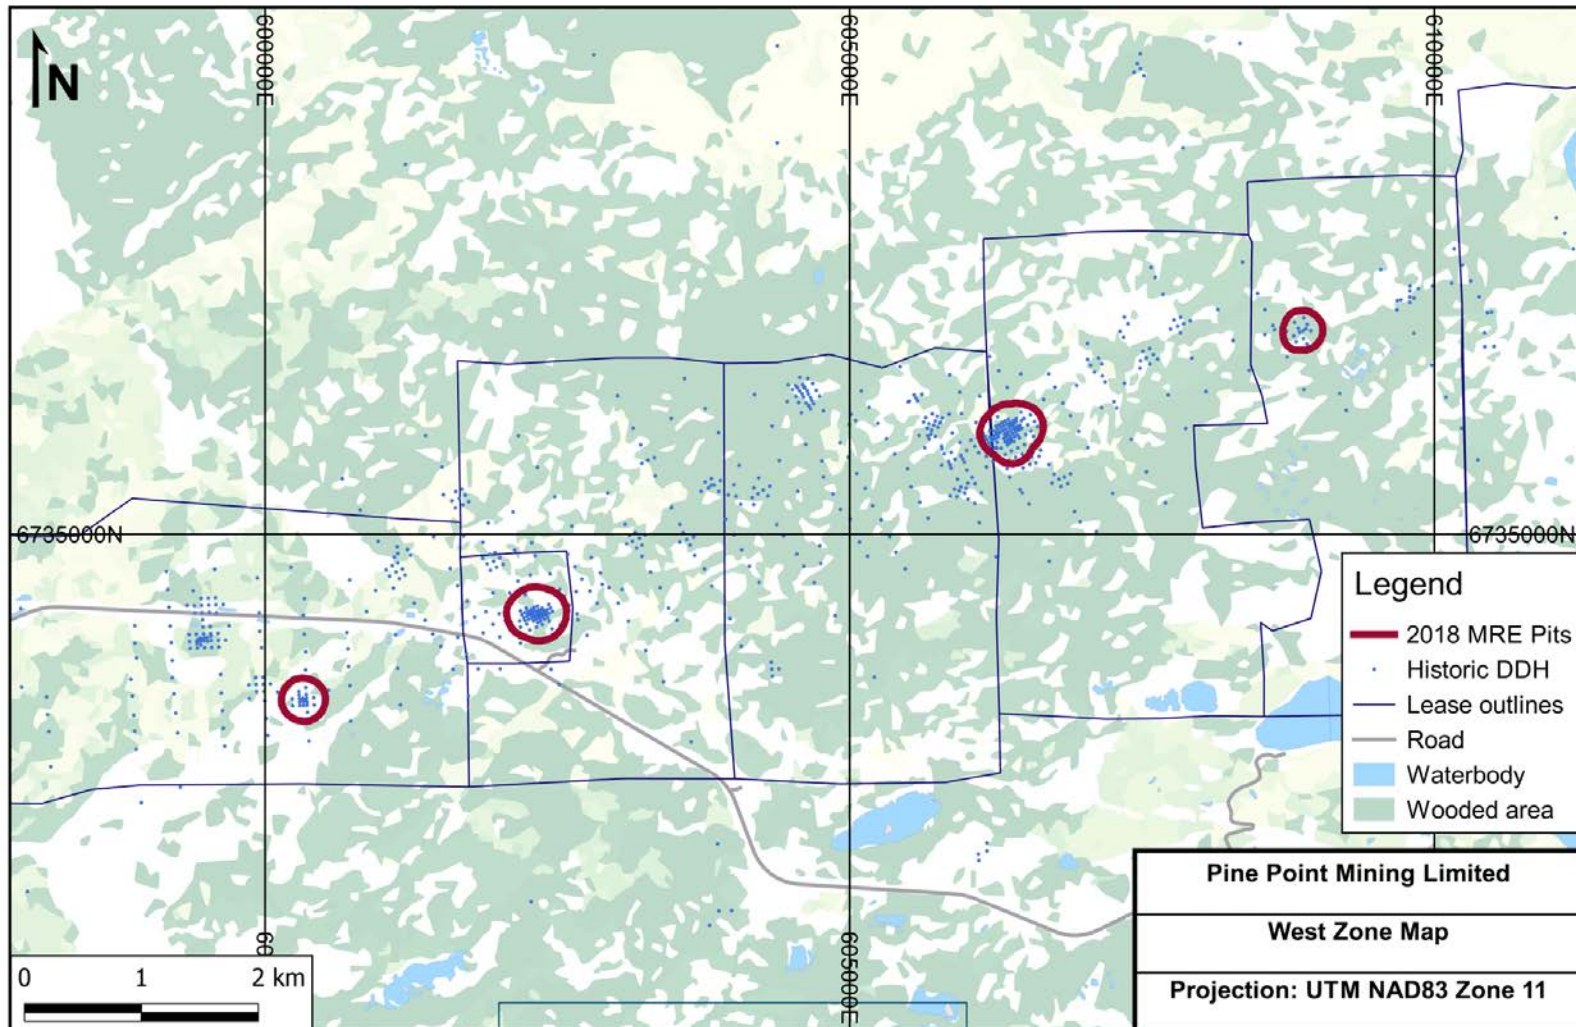 600000E
605000E
610000E
N
6735000N
6735000N
Legend
2018 MRE Pits
Historic DDH
Lease outlines
Road
Waterbody
Wooded area
60
605000E
0 1 2 km
Pine Point Mining Limited
West Zone Map
Projection: UTM NAD83 Zone 11